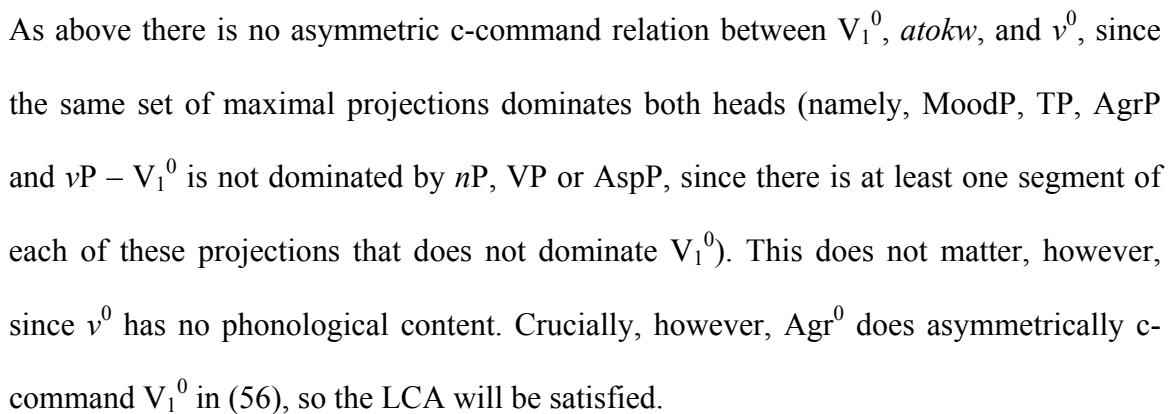 As above there is no asymmetric c-command relation between V₁⁰, atokw, and v⁰, since
the same set of maximal projections dominates both heads (namely, MoodP, TP, AgrP
and vP – V₁⁰ is not dominated by nP, VP or AspP, since there is at least one segment of
each of these projections that does not dominate V₁⁰). This does not matter, however,
since v⁰ has no phonological content. Crucially, however, Agr⁰ does asymmetrically c-
command V₁⁰ in (56), so the LCA will be satisfied.